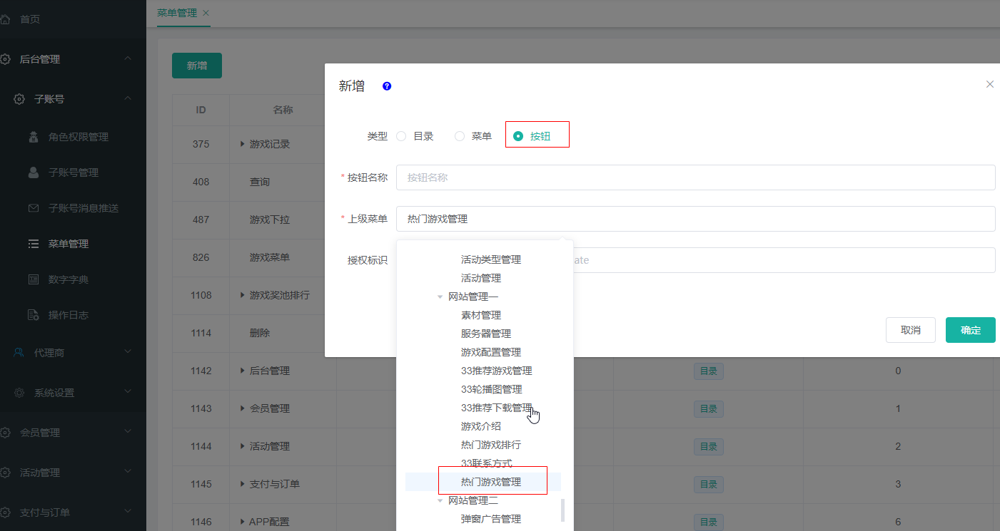 首页
后台管理
子账号
角色权限管理
子账号管理
子账号消息推送
菜单管理
数字字典
操作日志
代理商
系统设置
会员管理
活动管理
支付与订单
菜单管理
新增
ID 名称
375 游戏记录
408 查询
487 游戏下拉
826 游戏菜单
1108 游戏奖池排行
1114 删除
1142 后台管理 目录 0
1143 会员管理 目录 1
1144 活动管理 目录 2
1145 支付与订单 目录 3
1146 APP配置 目录 6
新增
类型 目录 菜单 按钮
* 按钮名称 按钮名称
* 上级菜单 热门游戏管理
授权标识 ate
活动类型管理
活动管理
网站管理一
素材管理
服务器管理
游戏配置管理
33推荐游戏管理
33轮播图管理
33推荐下载管理
游戏介绍
热门游戏排行
33联系方式
热门游戏管理
网站管理二
弹窗广告管理
取消 确定